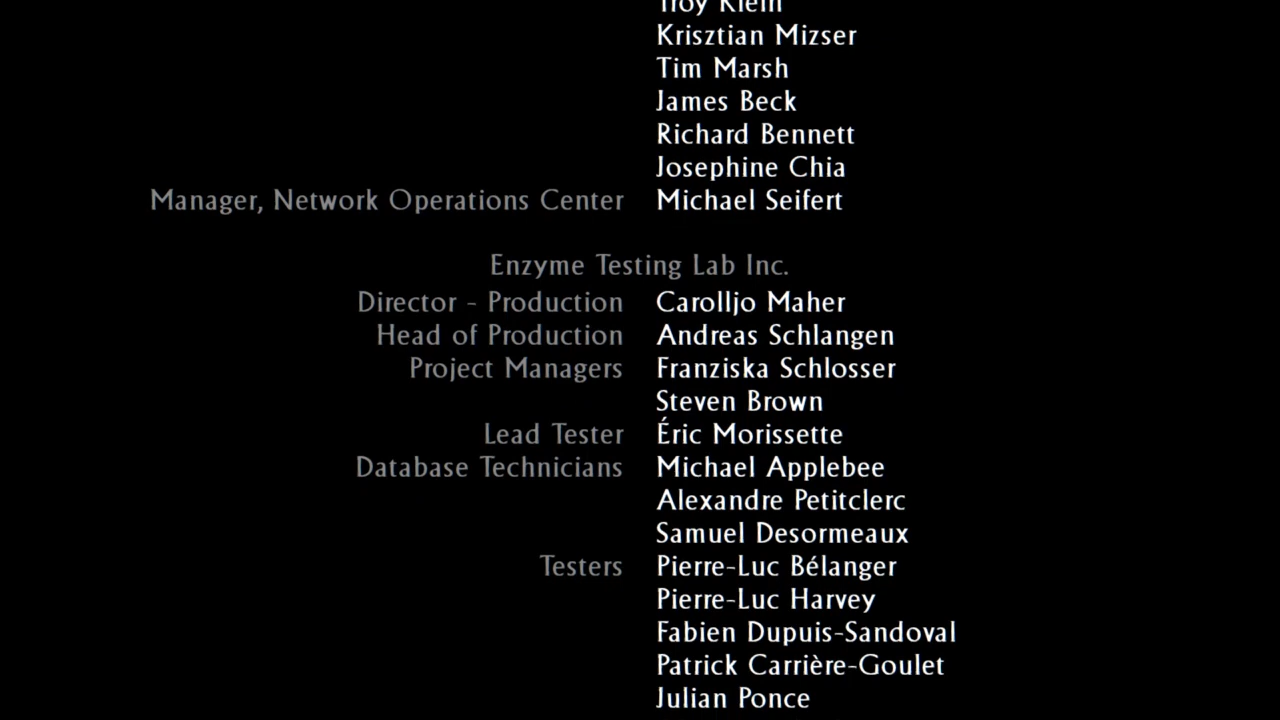 Troy Klein
Krisztian Mizser
Tim Marsh
James Beck
Richard Bennett
Josephine Chia
Manager, Network Operations Center Michael Seifert
Enzyme Testing Lab Inc.
Director - Production Carolljo Maher
Head of Production Andreas Schlangen
Project Managers Franziska Schlosser
Steven Brown
Lead Tester Éric Morissette
Database Technicians Michael Applebee
Alexandre Petitclerc
Samuel Desormeaux
Testers Pierre-Luc Bélanger
Pierre-Luc Harvey
Fabien Dupuis-Sandoval
Patrick Carrière-Goulet
Julian Ponce